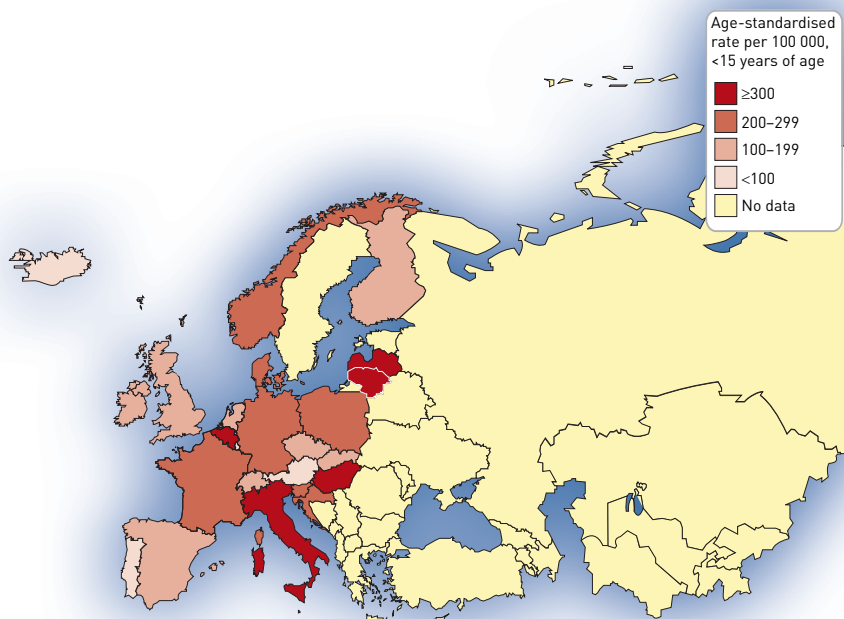 Age-standardised
rate per 100 000,
<15 years of age
≥300
200–299
100–199
<100
No data